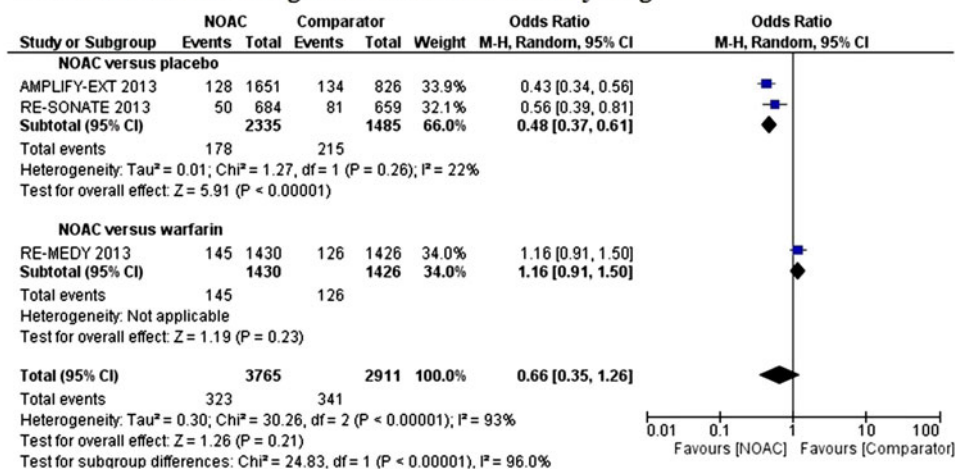 NOAC Comparator Odds Ratio Odds Ratio
Study or Subgroup Events Total Events Total Weight M-H, Random, 95% CI M-H, Random, 95% CI
NOAC versus placebo
AMPLIFY-EXT 2013 128 1651 134 826 33.9% 0.43 [0.34, 0.56]
RE-SONATE 2013 50 684 81 659 32.1% 0.56 [0.39, 0.81]
Subtotal (95% CI) 2335 1485 66.0% 0.48 [0.37, 0.61]
Total events 178 215
Heterogeneity: Tau² = 0.01; Chi² = 1.27, df = 1 (P = 0.26); I² = 22%
Test for overall effect: Z = 5.91 (P < 0.00001)
NOAC versus warfarin
RE-MEDY 2013 145 1430 126 1426 34.0% 1.16 [0.91, 1.50]
Subtotal (95% CI) 1430 1426 34.0% 1.16 [0.91, 1.50]
Total events 145 126
Heterogeneity: Not applicable
Test for overall effect: Z = 1.19 (P = 0.23)
Total (95% CI) 3765 2911 100.0% 0.66 [0.35, 1.26]
Total events 323 341
Heterogeneity: Tau² = 0.30; Chi² = 30.26, df = 2 (P < 0.00001); I² = 93%
Test for overall effect: Z = 1.26 (P = 0.21)
Test for subgroup differences: Chi² = 24.83, df = 1 (P < 0.00001), I² = 96.0%
0.01 0.1 1 10 100
Favours [NOAC] Favours [Comparator]